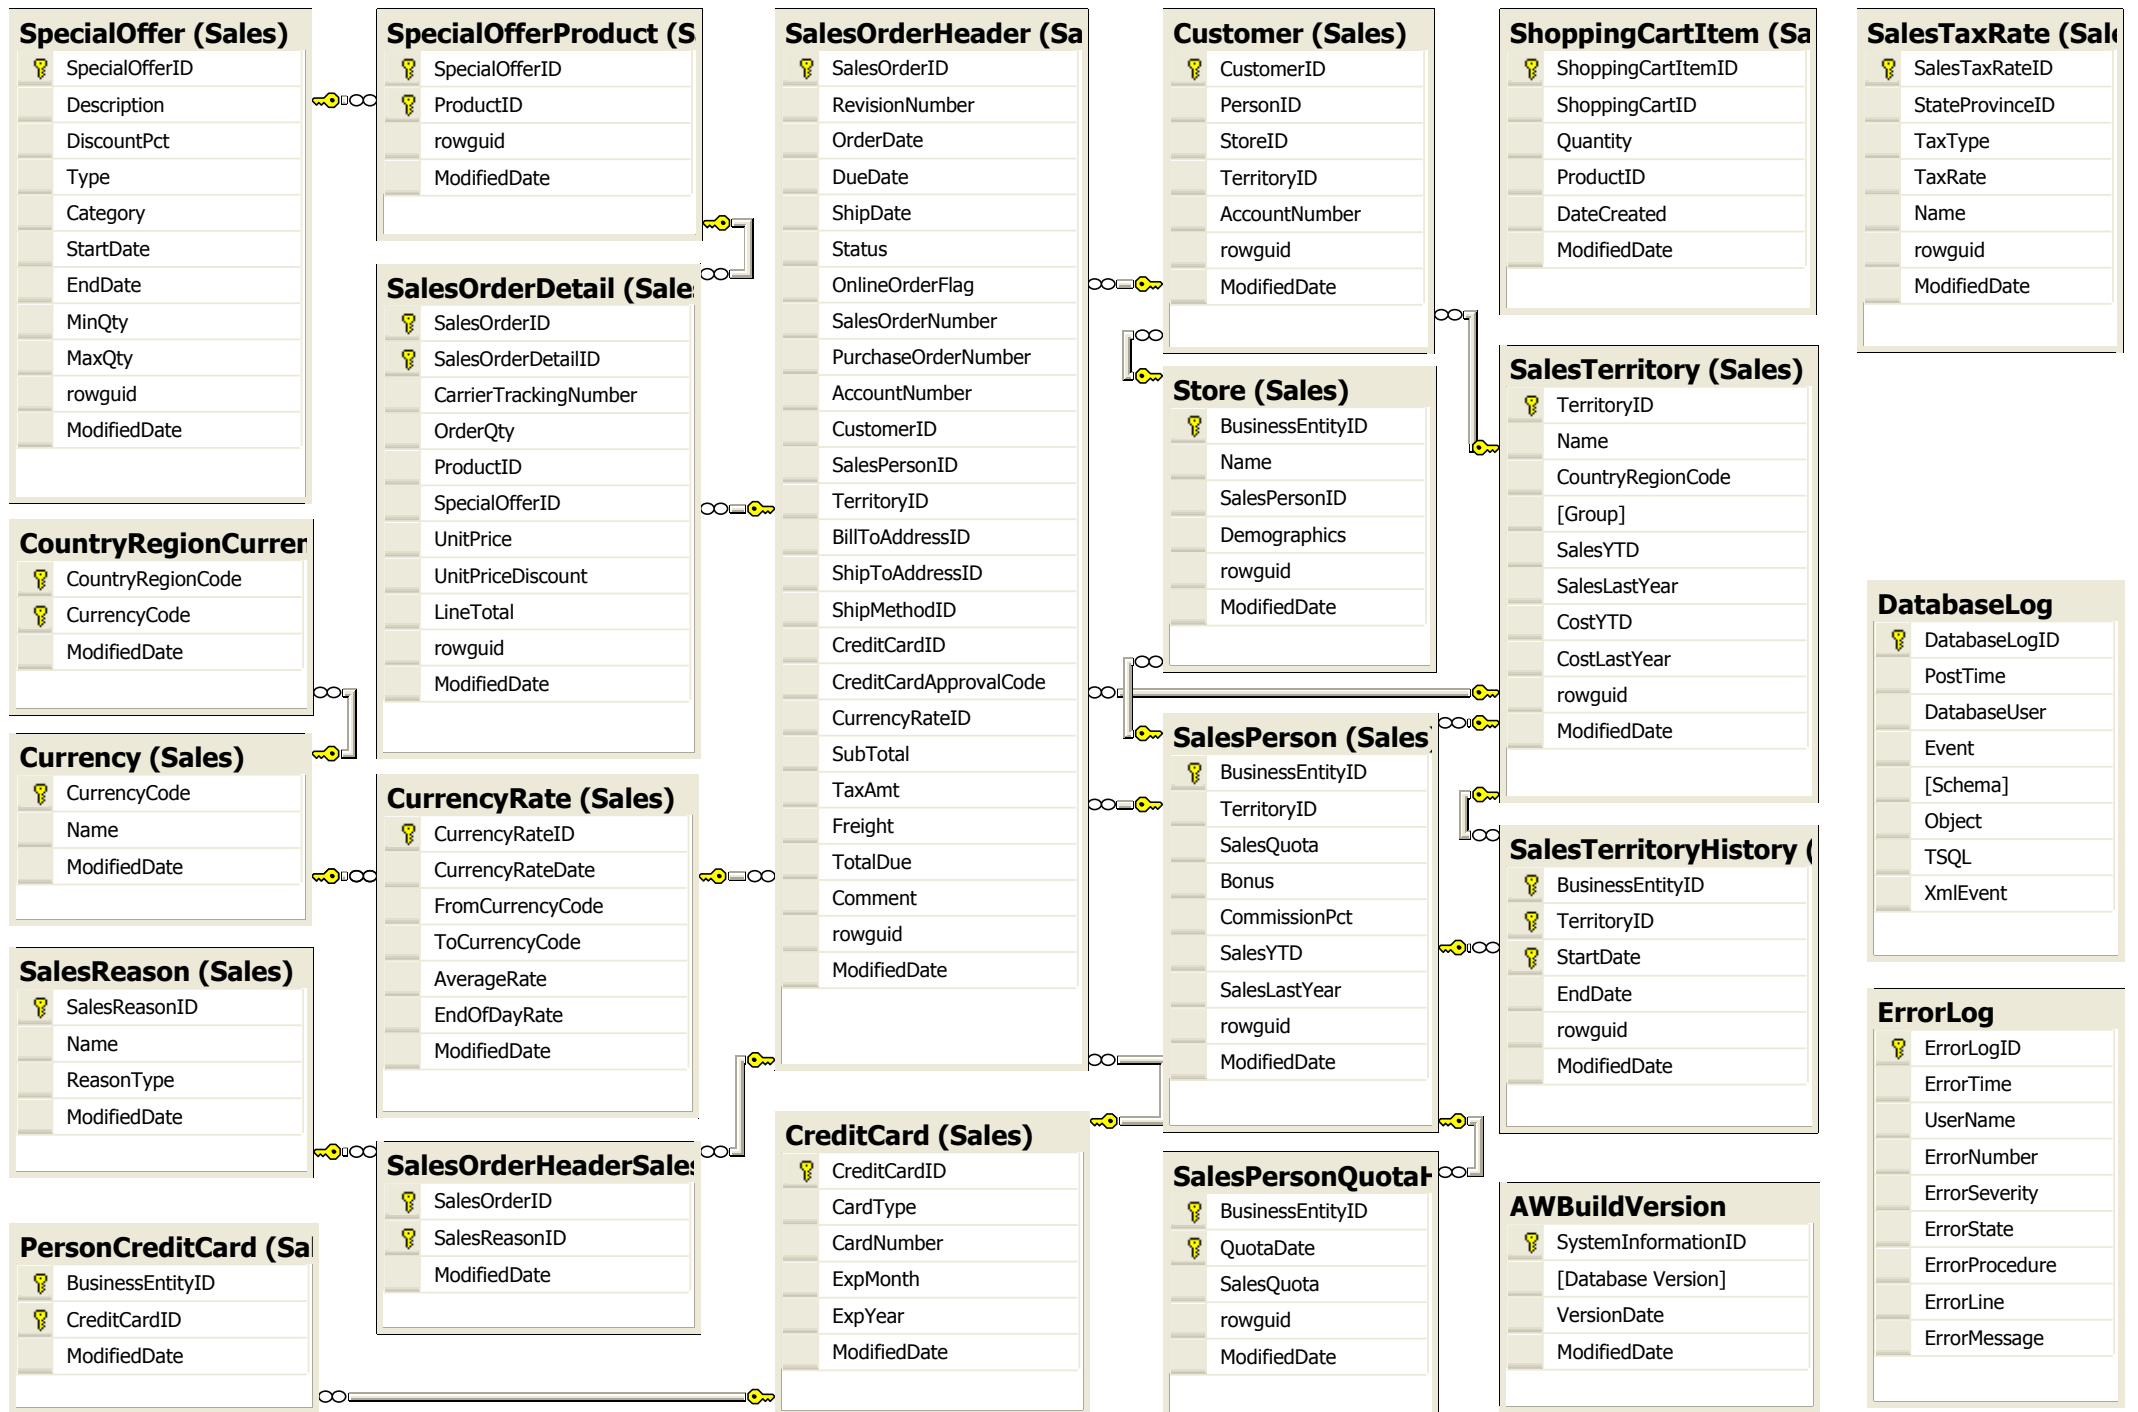 SpecialOffer (Sales)
SpecialOfferID
Description
DiscountPct
Type
Category
StartDate
EndDate
MinQty
MaxQty
rowguid
ModifiedDate
CountryRegionCurren
CountryRegionCode
CurrencyCode
ModifiedDate
Currency (Sales)
CurrencyCode
Name
ModifiedDate
SalesReason (Sales)
SalesReasonID
Name
ReasonType
ModifiedDate
PersonCreditCard (Sal
BusinessEntityID
CreditCardID
ModifiedDate
SpecialOfferProduct (S
SpecialOfferID
ProductID
rowguid
ModifiedDate
SalesOrderDetail (Sale
SalesOrderID
SalesOrderDetailID
CarrierTrackingNumber
OrderQty
ProductID
SpecialOfferID
UnitPrice
UnitPriceDiscount
LineTotal
rowguid
ModifiedDate
CurrencyRate (Sales)
CurrencyRateID
CurrencyRateDate
FromCurrencyCode
ToCurrencyCode
AverageRate
EndOfDayRate
ModifiedDate
SalesOrderHeaderSales
SalesOrderID
SalesReasonID
ModifiedDate
SalesOrderHeader (Sa
SalesOrderID
RevisionNumber
OrderDate
DueDate
ShipDate
Status
OnlineOrderFlag
SalesOrderNumber
PurchaseOrderNumber
AccountNumber
CustomerID
SalesPersonID
TerritoryID
BillToAddressID
ShipToAddressID
ShipMethodID
CreditCardID
CreditCardApprovalCode
CurrencyRateID
SubTotal
TaxAmt
Freight
TotalDue
Comment
rowguid
ModifiedDate
CreditCard (Sales)
CreditCardID
CardType
CardNumber
ExpMonth
ExpYear
ModifiedDate
Customer (Sales)
CustomerID
PersonID
StoreID
TerritoryID
AccountNumber
rowguid
ModifiedDate
Store (Sales)
BusinessEntityID
Name
SalesPersonID
Demographics
rowguid
ModifiedDate
SalesPerson (Sales)
BusinessEntityID
TerritoryID
SalesQuota
Bonus
CommissionPct
SalesYTD
SalesLastYear
rowguid
ModifiedDate
SalesPersonQuotaH
BusinessEntityID
QuotaDate
SalesQuota
rowguid
ModifiedDate
ShoppingCartItem (Sa
ShoppingCartItemID
ShoppingCartID
Quantity
ProductID
DateCreated
ModifiedDate
SalesTerritory (Sales)
TerritoryID
Name
CountryRegionCode
[Group]
SalesYTD
SalesLastYear
CostYTD
CostLastYear
rowguid
ModifiedDate
SalesTerritoryHistory (
BusinessEntityID
TerritoryID
StartDate
EndDate
rowguid
ModifiedDate
AWBuildVersion
SystemInformationID
[Database Version]
VersionDate
ModifiedDate
SalesTaxRate (Sale
SalesTaxRateID
StateProvinceID
TaxType
TaxRate
Name
rowguid
ModifiedDate
DatabaseLog
DatabaseLogID
PostTime
DatabaseUser
Event
[Schema]
Object
TSQL
XmlEvent
ErrorLog
ErrorLogID
ErrorTime
UserName
ErrorNumber
ErrorSeverity
ErrorState
ErrorProcedure
ErrorLine
ErrorMessage